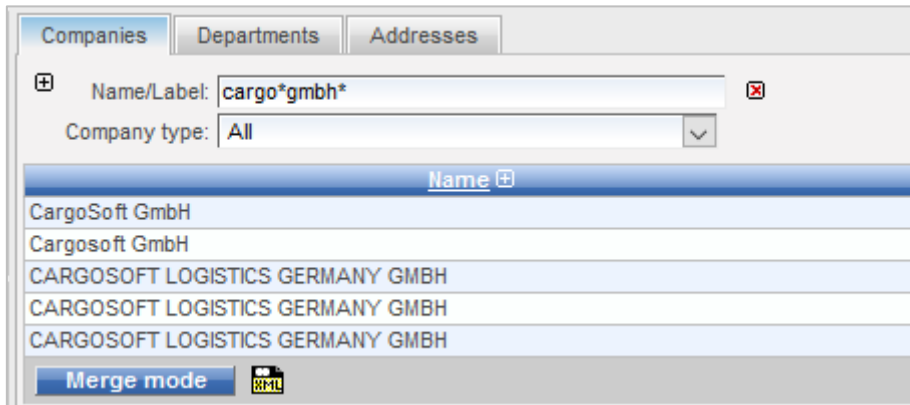 Companies Departments Addresses
Name/Label: cargo*gmbh*
Company type: All
Name
CargoSoft GmbH
Cargosoft GmbH
CARGOSOFT LOGISTICS GERMANY GMBH
CARGOSOFT LOGISTICS GERMANY GMBH
CARGOSOFT LOGISTICS GERMANY GMBH
Merge mode XML